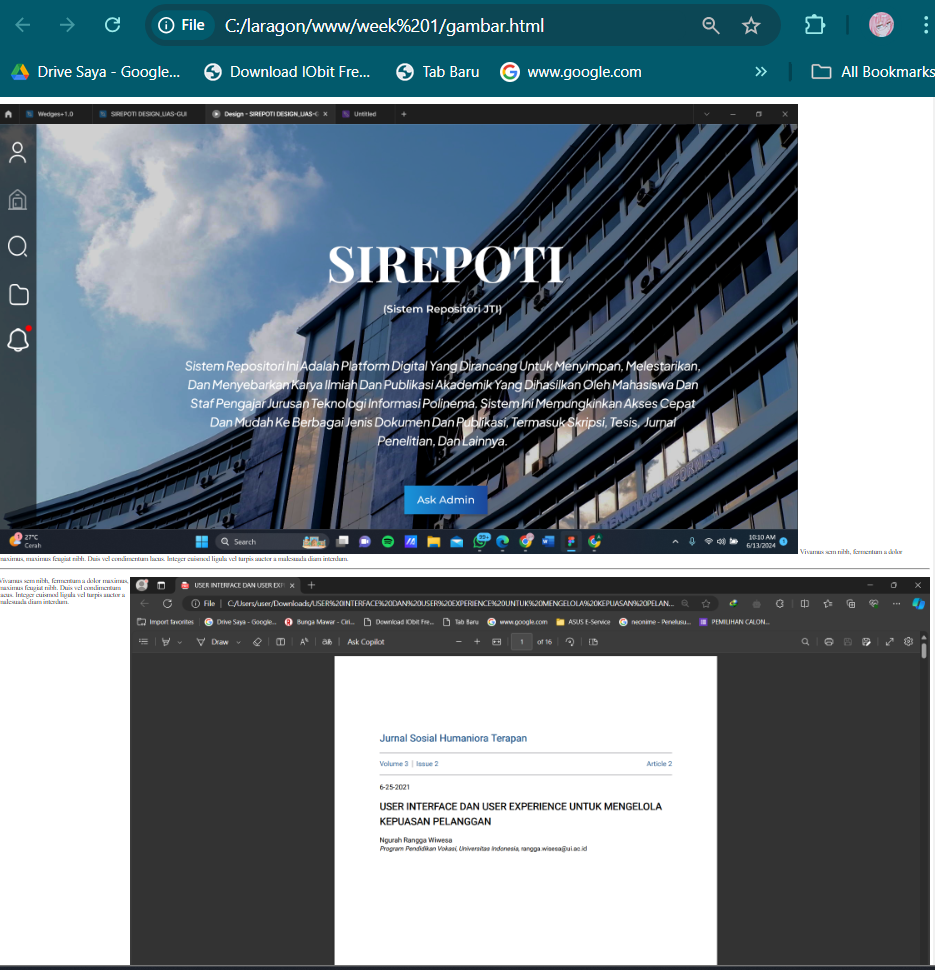 File
C:/laragon/www/week%201/gambar.html
Drive Saya - Google...
Download IObit Fre...
Tab Baru
www.google.com
»
All Bookmarks
Wedges+1.0
SIREPOTI DESIGN_UAS-GUI
Design - SIREPOTI DESIGN_UAS-G
Untitled
SIREPOTI
(Sistem Repositori JTI)
Sistem Repositori Ini Adalah Platform Digital Yang Dirancang Untuk Menyimpan, Melestarikan,
Dan Menyebarkan Karya Ilmiah Dan Publikasi Akademik Yang Dihasilkan Oleh Mahasiswa Dan
Staf Pengajar Jurusan Teknologi Informasi Polinema. Sistem Ini Memungkinkan Akses Cepat
Dan Mudah Ke Berbagai Jenis Dokumen Dan Publikasi, Termasuk Skripsi, Tesis, Jurnal
Penelitian, Dan Lainnya.
TEKNOLOGI INFORMASI
Ask Admin
27°C
Cerah
Search
99+
10:10 AM
6/13/2024
Vivamus sem nibh, fermentum a dolor
maximus, maximus feugiat nibh. Duis vel condimentum lacus. Integer euismod ligula vel turpis auctor a malesuada diam interdum.
Vivamus sem nibh, fermentum a dolor maximus,
maximus feugiat nibh. Duis vel condimentum
lacus. Integer euismod ligula vel turpis auctor a
malesuada diam interdum.
USER INTERFACE DAN USER EXP
File
C:/Users/user/Downloads/USER%20INTERFACE%20DAN%20USER%20EXPERIENCE%20UNTUK%20MENGELOLA%20KEPUASAN%20PELAN...
Import favorites
Drive Saya - Google...
Bunga Mawar - Ciri...
Download IObit Fre...
Tab Baru
www.google.com
ASUS E-Service
neonime - Penelusu...
PEMILIHAN CALON...
Draw
Ask Copilot
1
of 16
Jurnal Sosial Humaniora Terapan
Volume 3 | Issue 2
Article 2
6-25-2021
USER INTERFACE DAN USER EXPERIENCE UNTUK MENGELOLA
KEPUASAN PELANGGAN
Ngurah Rangga Wiwesa
Program Pendidikan Vokasi, Universitas Indonesia, rangga.wisesa@ui.ac.id